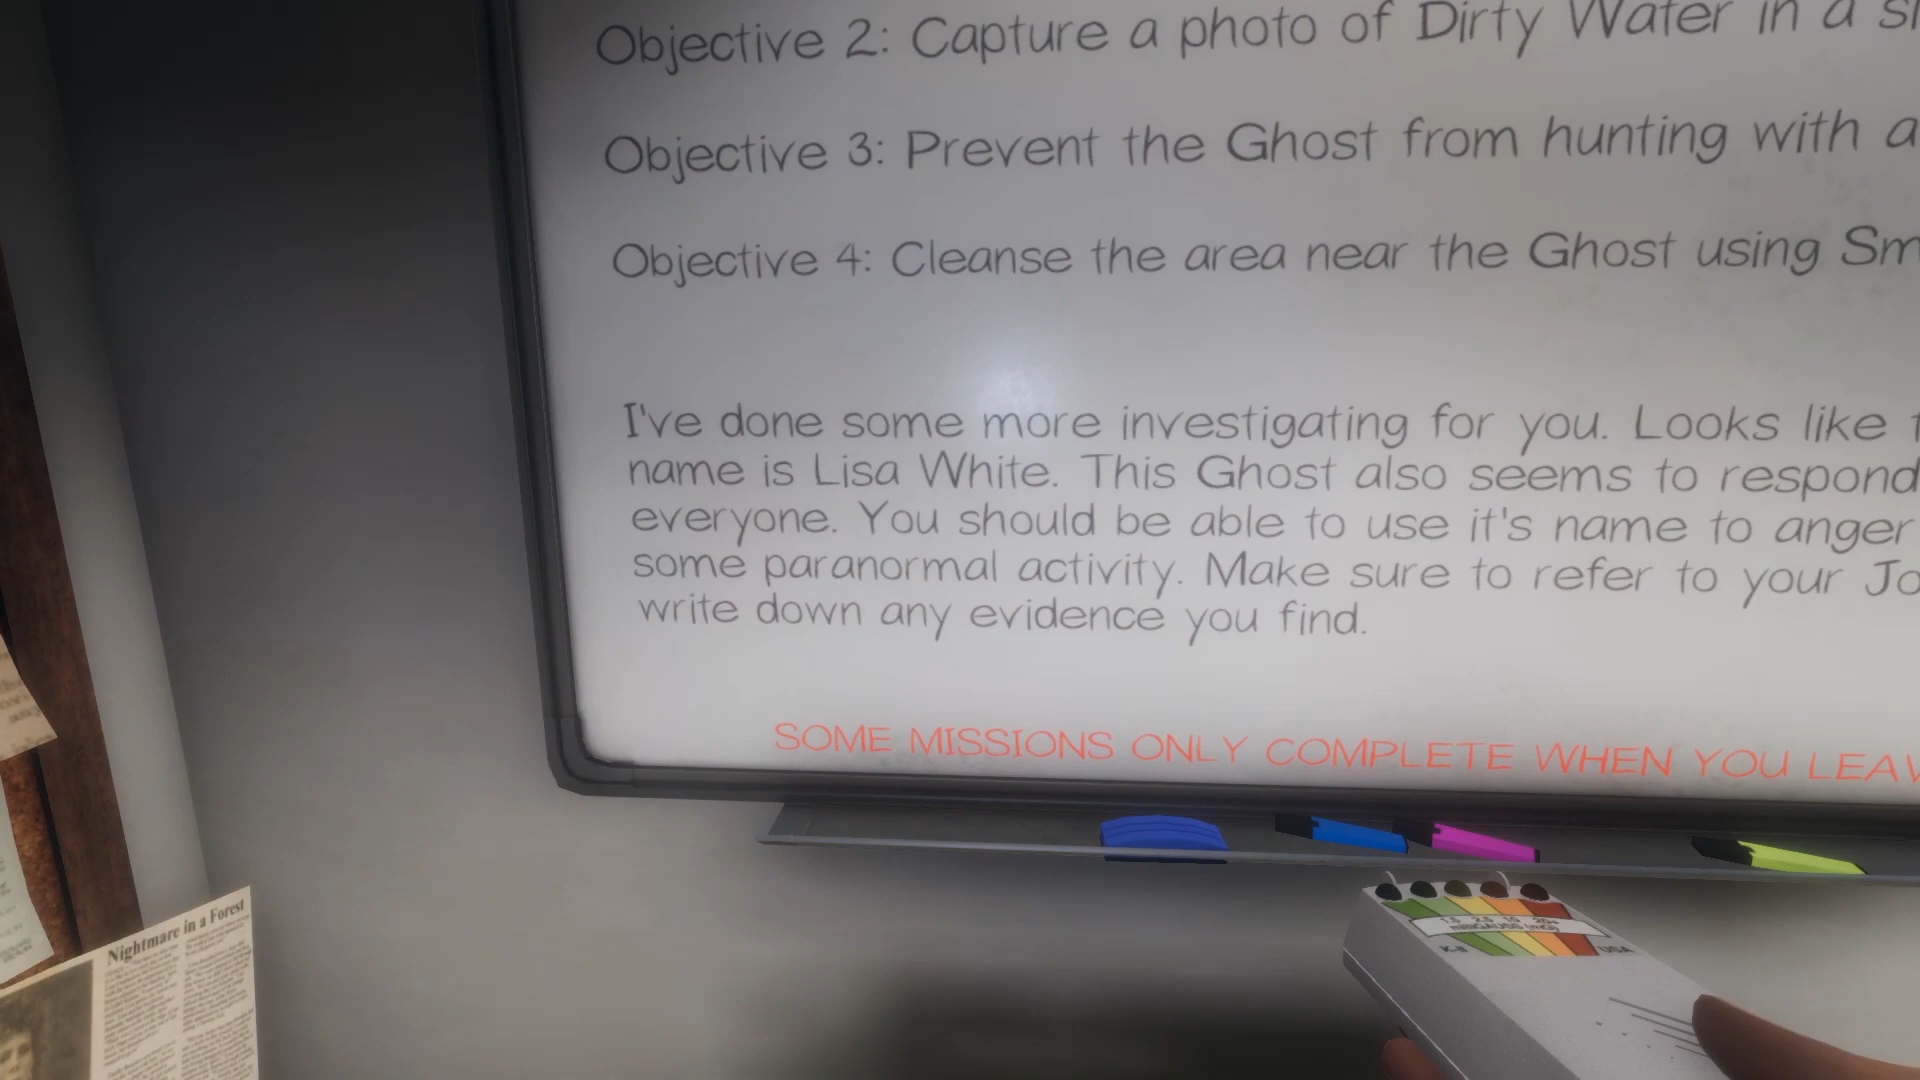 Objective 2: Capture a photo of Dirty Water in a
Objective 3: Prevent the Ghost from hunting with a
Objective 4: Cleanse the area near the Ghost using
I've done some more investigating for you. Looks like
name is Lisa White. This Ghost also seems to respond
everyone. You should be able to use it's name to anger
some paranormal activity. Make sure to refer to your
write down any evidence you find.
SOME MISSIONS ONLY COMPLETE WHEN YOU
Nightmare in a Forest
K-II USA